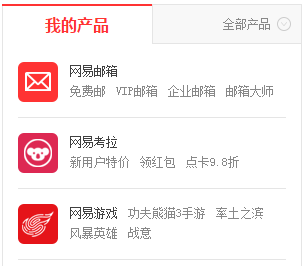 我的产品 全部产品
网易邮箱
免费邮 VIP邮箱 企业邮箱 邮箱大师
网易考拉
新用户特价 领红包 点卡9.8折
网易游戏 功夫熊猫3手游 率土之滨
风暴英雄 战意